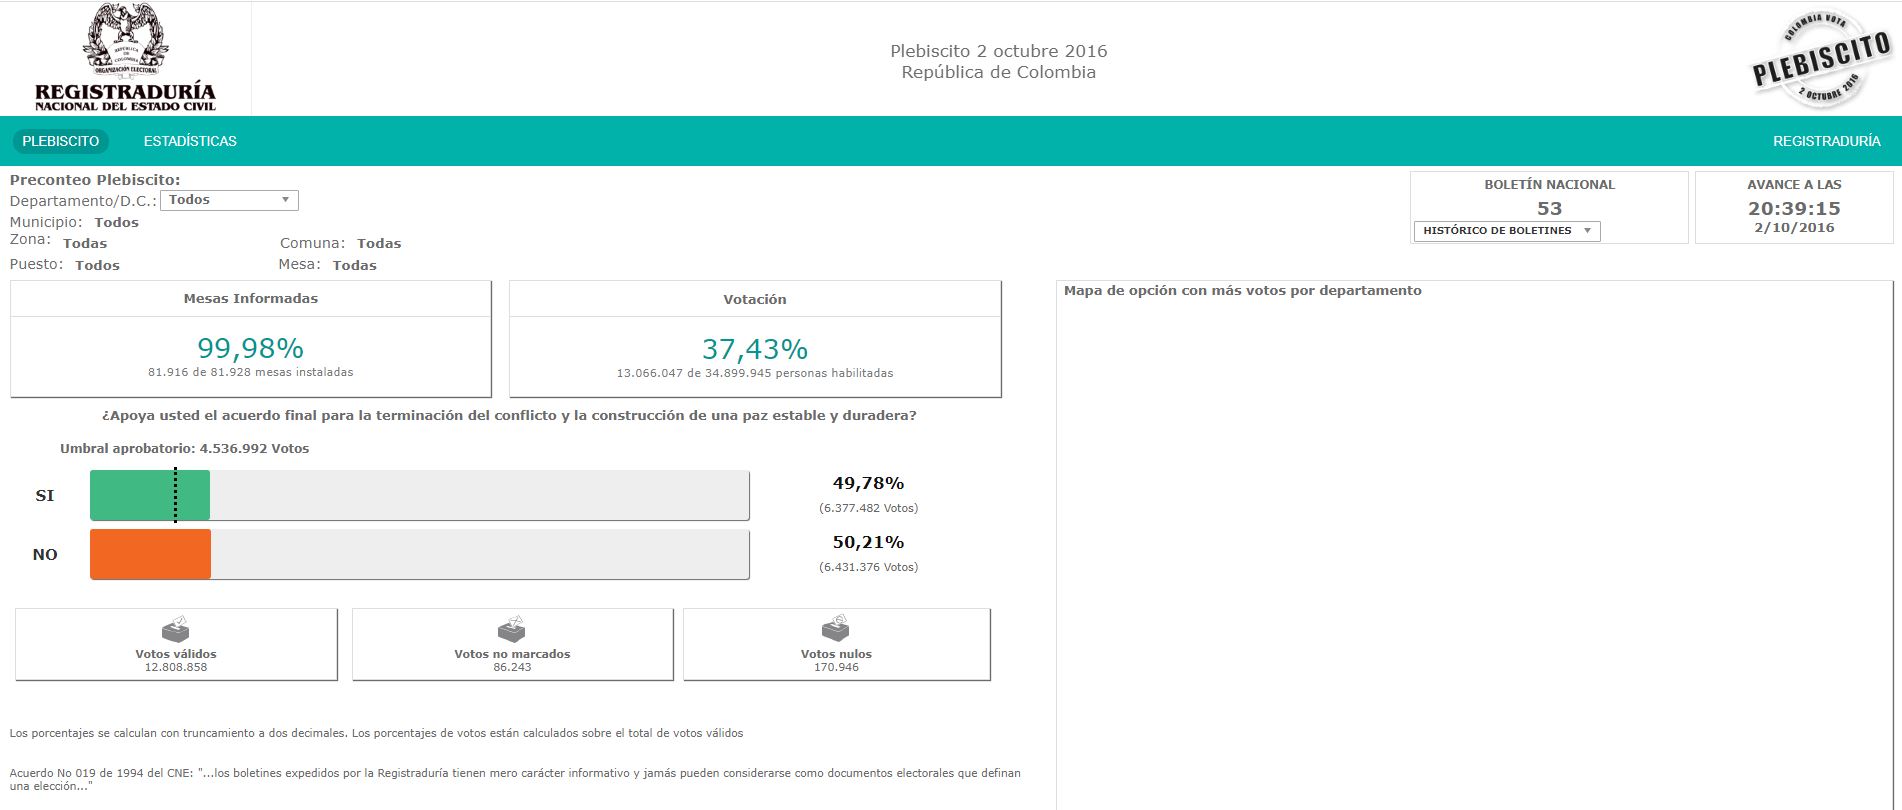 REPÚBLICA
DE
COLOMBIA
ORGANIZACIÓN ELECTORAL
REGISTRADURÍA
NACIONAL DEL ESTADO CIVIL
Plebiscito 2 octubre 2016
República de Colombia
COLOMBIA VOTA
PLEBISCITO
2 OCTUBRE 2016
PLEBISCITO
ESTADÍSTICAS
REGISTRADURÍA
Preconteo Plebiscito:
Departamento/D.C.: Todos
Municipio: Todos
Zona: Todas Comuna: Todas
Puesto: Todos Mesa: Todas
BOLETÍN NACIONAL
53
HISTÓRICO DE BOLETINES
AVANCE A LAS
20:39:15
2/10/2016
Mesas Informadas
99,98%
81.916 de 81.928 mesas instaladas
Votación
37,43%
13.066.047 de 34.899.945 personas habilitadas
Mapa de opción con más votos por departamento
¿Apoya usted el acuerdo final para la terminación del conflicto y la construcción de una paz estable y duradera?
Umbral aprobatorio: 4.536.992 Votos
SI
49,78%
(6.377.482 Votos)
NO
50,21%
(6.431.376 Votos)
Votos válidos
12.808.858
Votos no marcados
86.243
Votos nulos
170.946
Los porcentajes se calculan con truncamiento a dos decimales. Los porcentajes de votos están calculados sobre el total de votos válidos
Acuerdo No 019 de 1994 del CNE: "...los boletines expedidos por la Registraduría tienen mero carácter informativo y jamás pueden considerarse como documentos electorales que definan
una elección..."